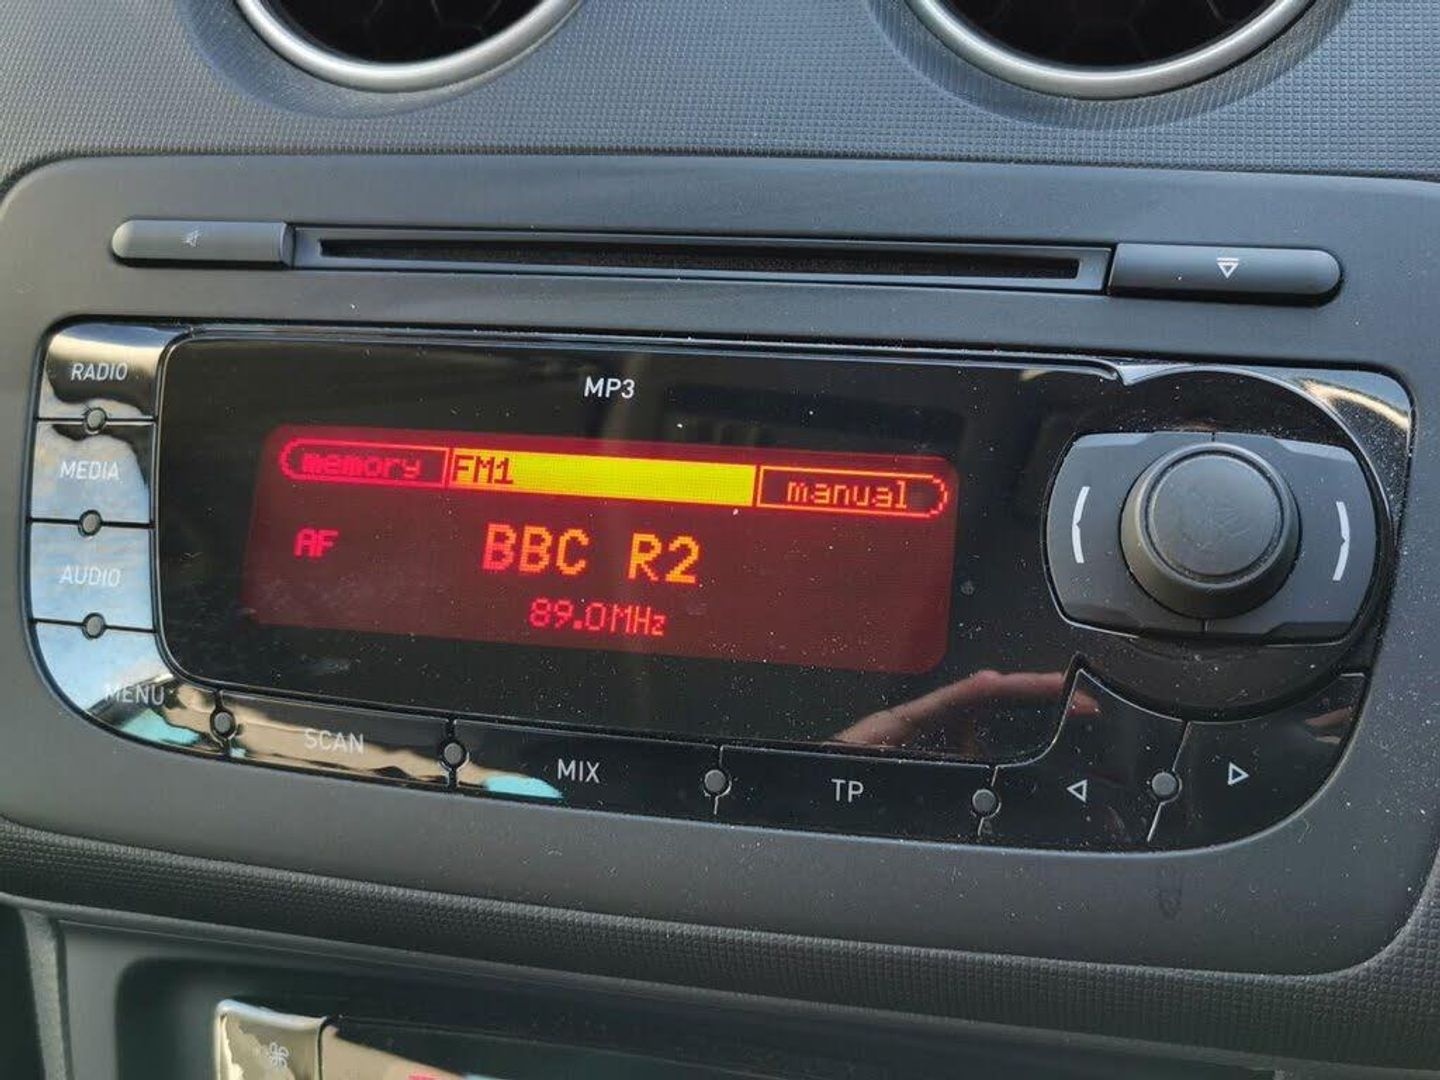 RADIO
MP3
memory FM1 manual
MEDIA
AF BBC R2
AUDIO
89.0MHz
MENU
SCAN
MIX
TP